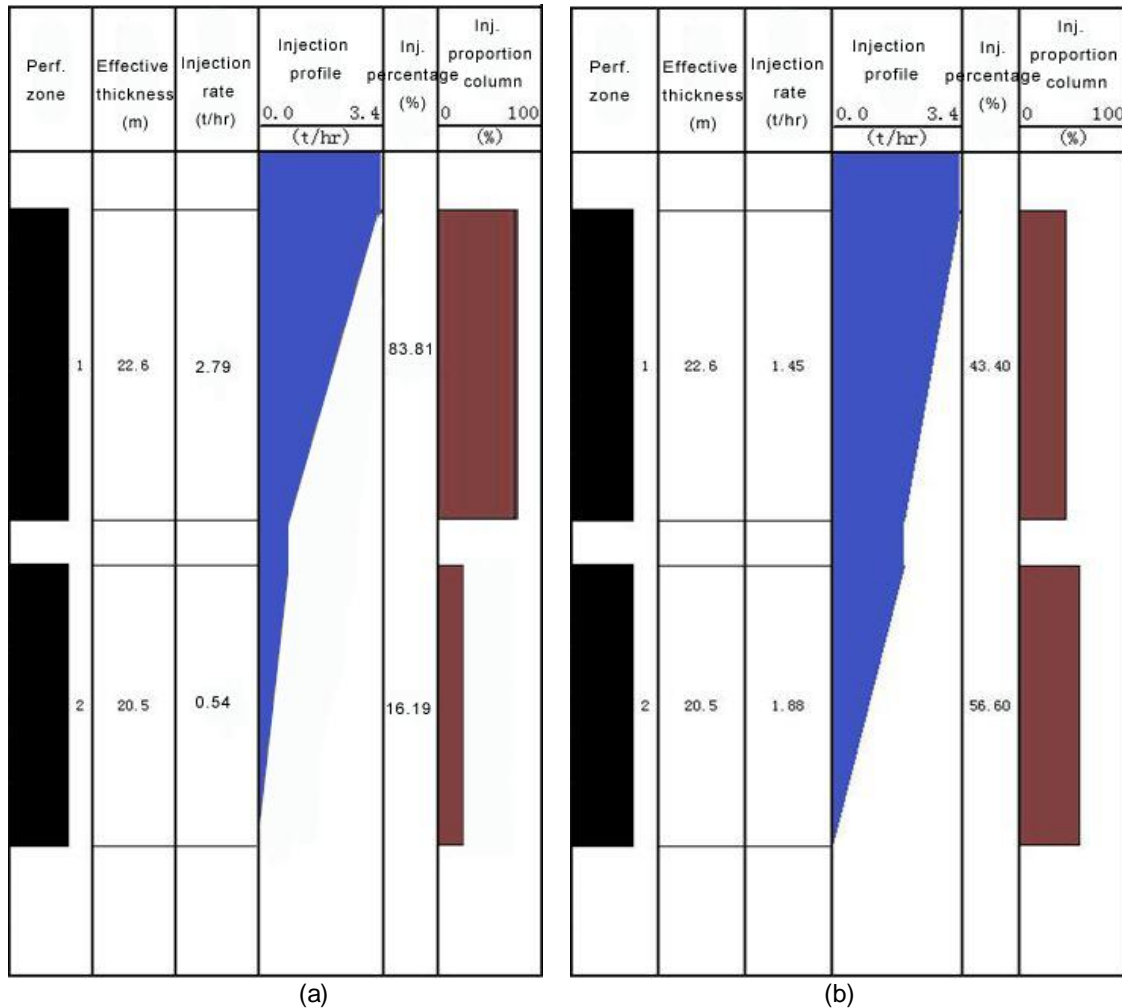 Perf.
zone
Effective
thickness
(m)
Injection
rate
(t/hr)
Injection
profile
0.0 3.4
(t/hr)
Inj.
percentage
(%)
Inj.
proportion
column
0 100
(%)
1 22.6 2.79 83.81
2 20.5 0.54 16.19
(a)
Perf.
zone
Effective
thickness
(m)
Injection
rate
(t/hr)
Injection
profile
0.0 3.4
(t/hr)
Inj.
percentage
(%)
Inj.
proportion
column
0 100
(%)
1 22.6 1.45 43.40
2 20.5 1.88 56.60
(b)